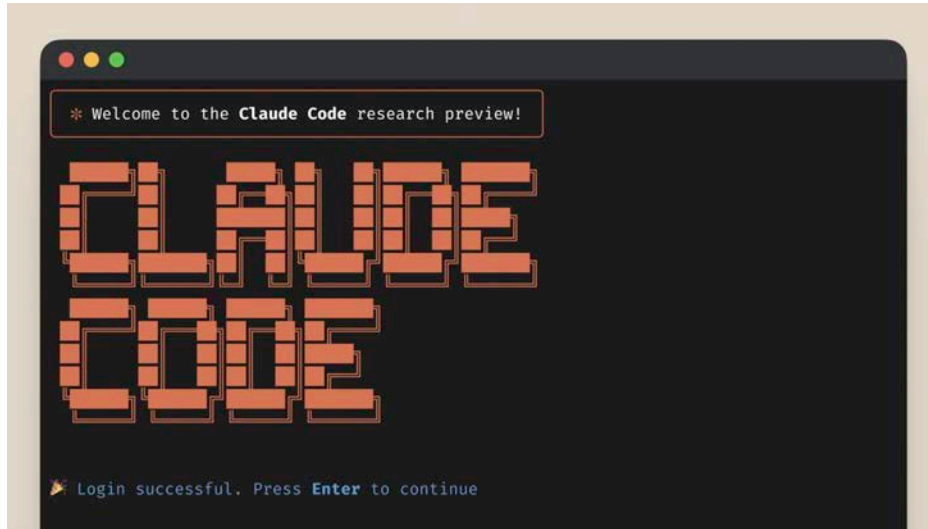 ✻ Welcome to the Claude Code research preview!
CLAUDE
CODE
🎉 Login successful. Press Enter to continue